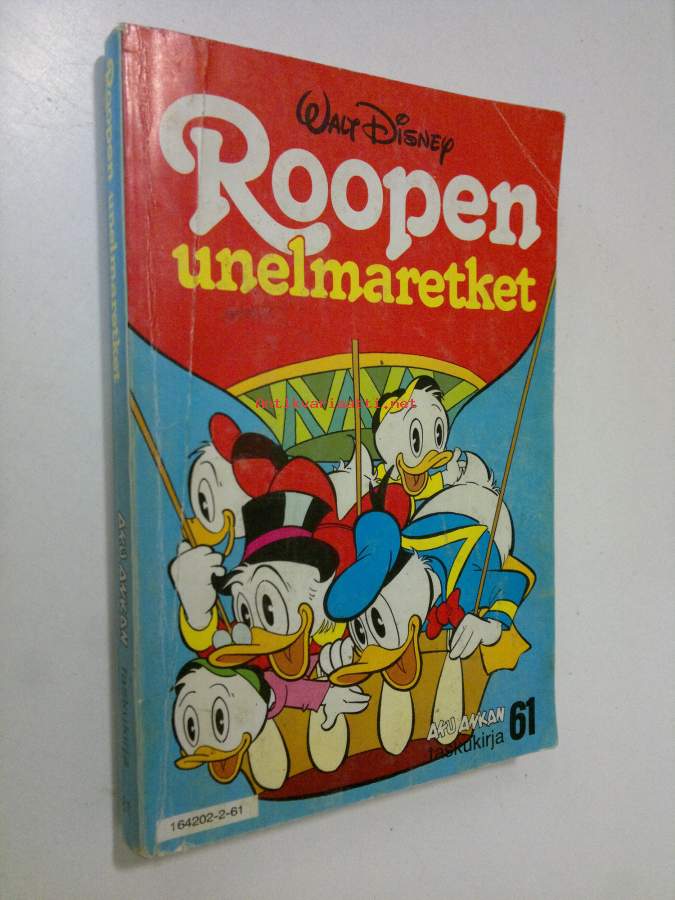 WALT DISNEY
Roopen
unelmaretket
Antikvariaatti.net
AKU ANKAN
taskukirja 61
164202-2-61
Roopen unelmaretket
AKU ANKAN taskukirja